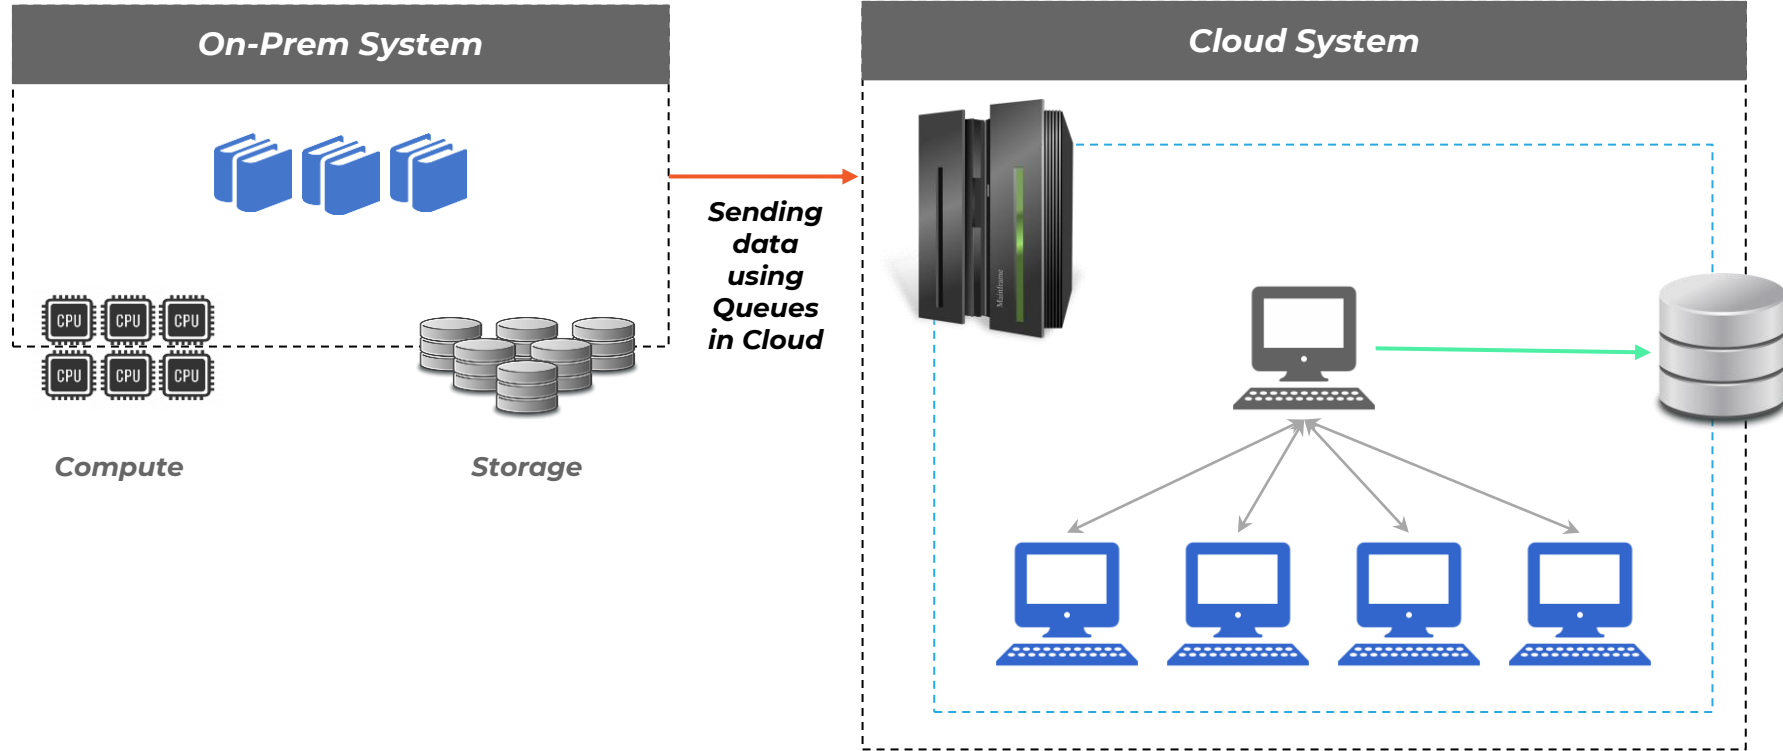 On-Prem System
Cloud System
Mainframe
Sending
data
using
Queues
in Cloud
CPU CPU CPU
CPU CPU CPU
Compute
Storage